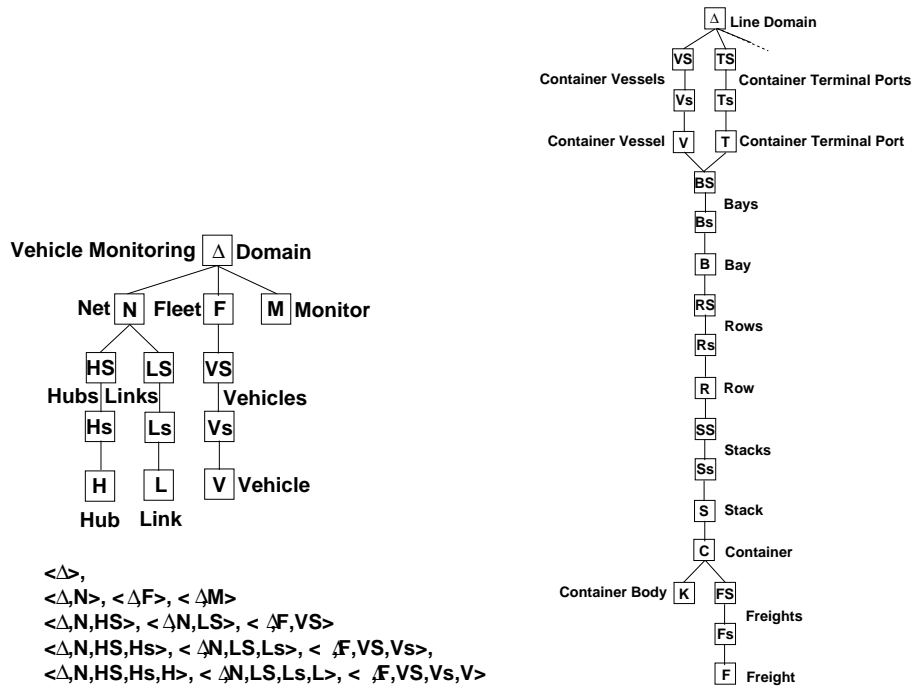 Vehicle Monitoring Δ Domain
Net N Fleet F M Monitor
HS LS VS
Hubs Links Vehicles
Hs Ls Vs
H L V Vehicle
Hub Link
<Δ>,
<Δ,N>, < Δ,F>, < Δ,M>
<Δ,N,HS>, < Δ,N,LS>, < Δ,F,VS>
<Δ,N,HS,Hs>, < Δ,N,LS,Ls>, < Δ,F,VS,Vs>,
<Δ,N,HS,Hs,H>, < Δ,N,LS,Ls,L>, < Δ,F,VS,Vs,V>
Δ Line Domain
VS TS
Container Vessels Container Terminal Ports
Vs Ts
Container Vessel V T Container Terminal Port
BS
Bays
Bs
B Bay
RS
Rows
Rs
R Row
SS
Stacks
Ss
S Stack
C Container
Container Body K FS
Freights
Fs
F Freight